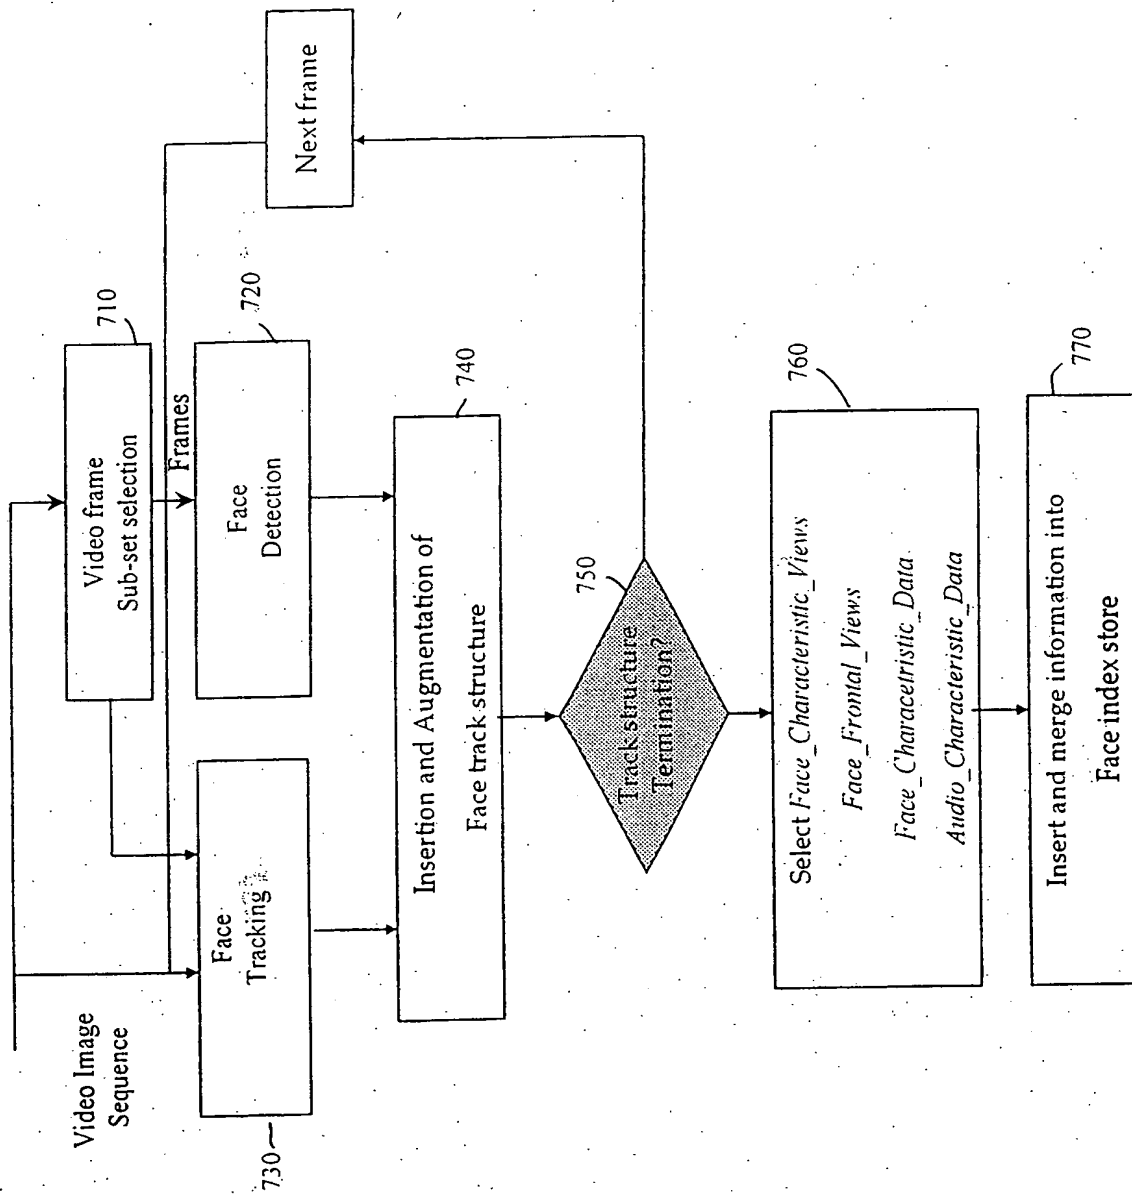 Video Image
Sequence
Video frame
Sub-set selection
710
Frames
Next frame
Face
Tracking
730
Face
Detection
720
Insertion and Augmentation of
Face track structure
740
Track structure
Termination?
750
Select Face_Characteristic_Views
Face_Frontal_Views
Face_Characetristic_Data
Audio_Characteristic_Data
760
Insert and merge information into
Face index store
770